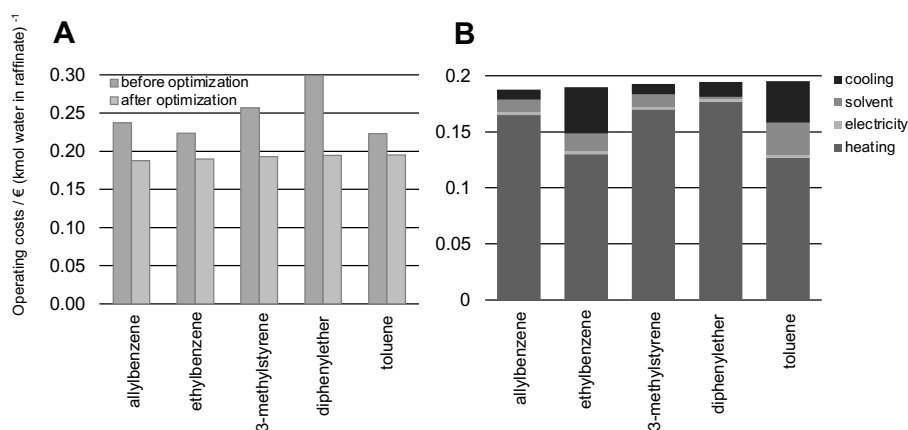 A
Operating costs / € (kmol water in raffinate) -1
0.30
0.25
0.20
0.15
0.10
0.05
0.00
before optimization
after optimization
allylbenzene
ethylbenzene
3-methylstyrene
diphenylether
toluene
B
0.2
0.15
0.1
0.05
0
cooling
solvent
electricity
heating
allylbenzene
ethylbenzene
3-methylstyrene
diphenylether
toluene